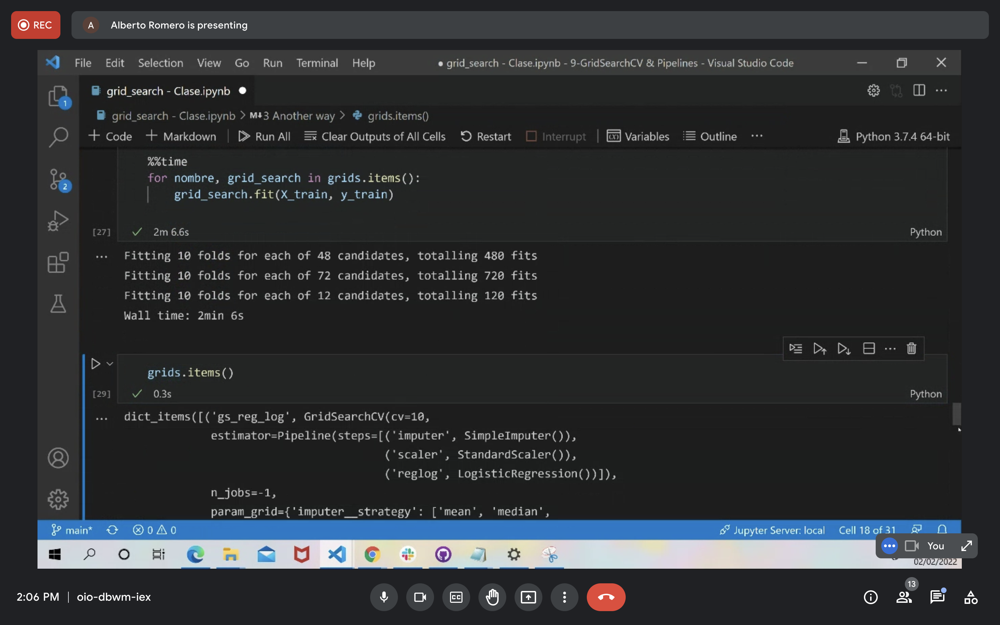 REC
A
Alberto Romero is presenting
File Edit Selection View Go Run Terminal Help
● grid_search - Clase.ipynb - 9-GridSearchCV & Pipelines - Visual Studio Code
grid_search - Clase.ipynb ●
1
grid_search - Clase.ipynb > M↓3 Another way > grids.items()
+ Code + Markdown | Run All Clear Outputs of All Cells Restart Interrupt | Variables Outline ... Python 3.7.4 64-bit
%%time
for nombre, grid_search in grids.items():
2
grid_search.fit(X_train, y_train)
[27] ✓ 2m 6.6s Python
... Fitting 10 folds for each of 48 candidates, totalling 480 fits
Fitting 10 folds for each of 72 candidates, totalling 720 fits
Fitting 10 folds for each of 12 candidates, totalling 120 fits
Wall time: 2min 6s
grids.items()
[29] ✓ 0.3s Python
... dict_items([('gs_reg_log', GridSearchCV(cv=10,
estimator=Pipeline(steps=[('imputer', SimpleImputer()),
('scaler', StandardScaler()),
('reglog', LogisticRegression())]),
n_jobs=-1,
param_grid={'imputer__strategy': ['mean', 'median',
main* 0 0 Jupyter Server: local Cell 18 of 31
You
02/02/2022
2:06 PM | oio-dbwm-iex
CC
13